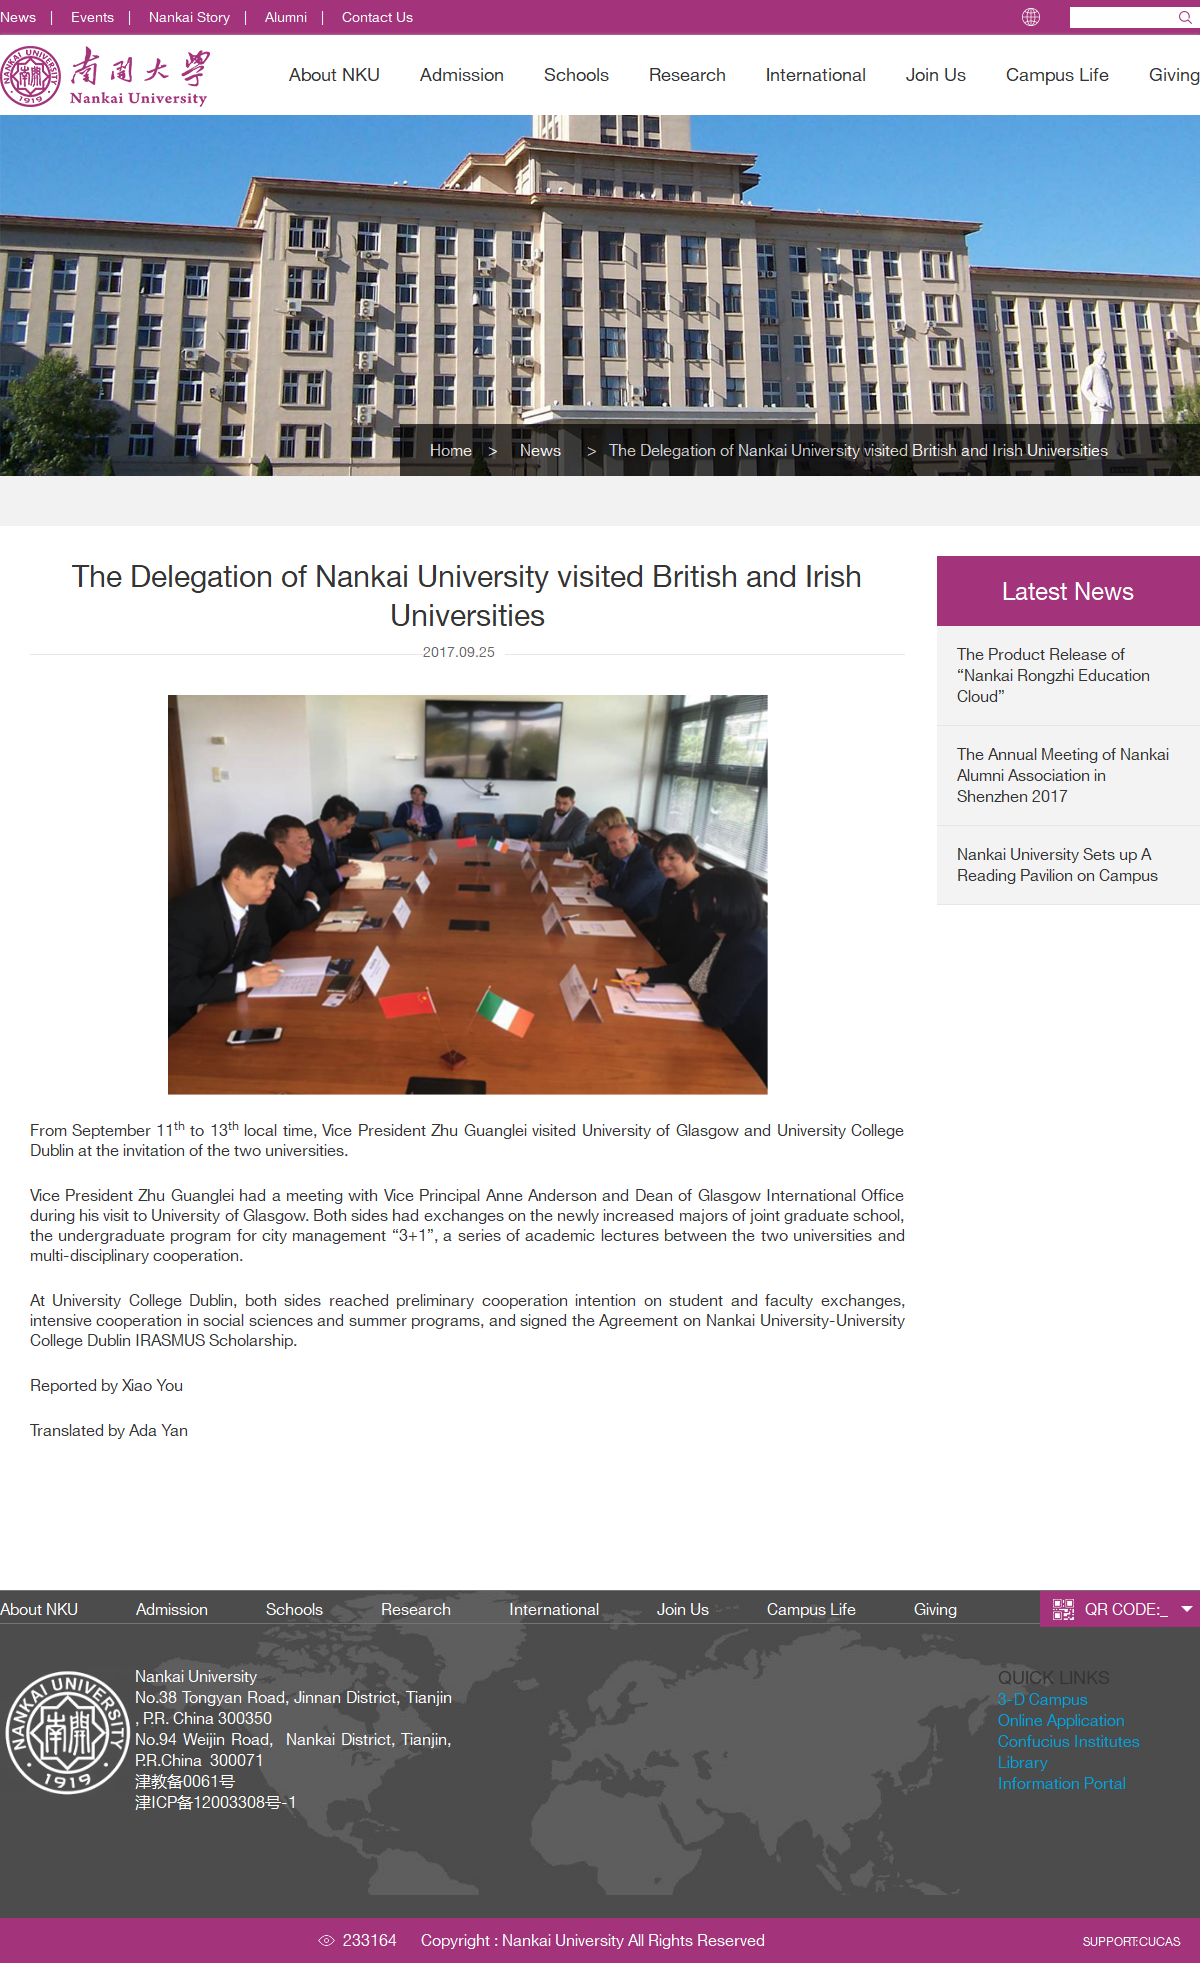 News | Events | Nankai Story | Alumni | Contact Us
NANKAI UNIVERSITY
1919
南開大學
Nankai University
About NKU Admission Schools Research International Join Us Campus Life Giving
Home > News > The Delegation of Nankai University visited British and Irish Universities
The Delegation of Nankai University visited British and Irish
Universities
2017.09.25
Latest News
The Product Release of
“Nankai Rongzhi Education
Cloud”
The Annual Meeting of Nankai
Alumni Association in
Shenzhen 2017
Nankai University Sets up A
Reading Pavilion on Campus
From September 11th to 13th local time, Vice President Zhu Guanglei visited University of Glasgow and University College
Dublin at the invitation of the two universities.
Vice President Zhu Guanglei had a meeting with Vice Principal Anne Anderson and Dean of Glasgow International Office
during his visit to University of Glasgow. Both sides had exchanges on the newly increased majors of joint graduate school,
the undergraduate program for city management “3+1”, a series of academic lectures between the two universities and
multi-disciplinary cooperation.
At University College Dublin, both sides reached preliminary cooperation intention on student and faculty exchanges,
intensive cooperation in social sciences and summer programs, and signed the Agreement on Nankai University-University
College Dublin IRASMUS Scholarship.
Reported by Xiao You
Translated by Ada Yan
About NKU Admission Schools Research International Join Us Campus Life Giving QR CODE:_
NANKAI UNIVERSITY
南開
1919
Nankai University
No.38 Tongyan Road, Jinnan District, Tianjin
, P.R. China 300350
No.94 Weijin Road, Nankai District, Tianjin,
P.R.China 300071
津教备0061号
津ICP备12003308号-1
QUICK LINKS
3-D Campus
Online Application
Confucius Institutes
Library
Information Portal
233164 Copyright : Nankai University All Rights Reserved
SUPPORT:CUCAS